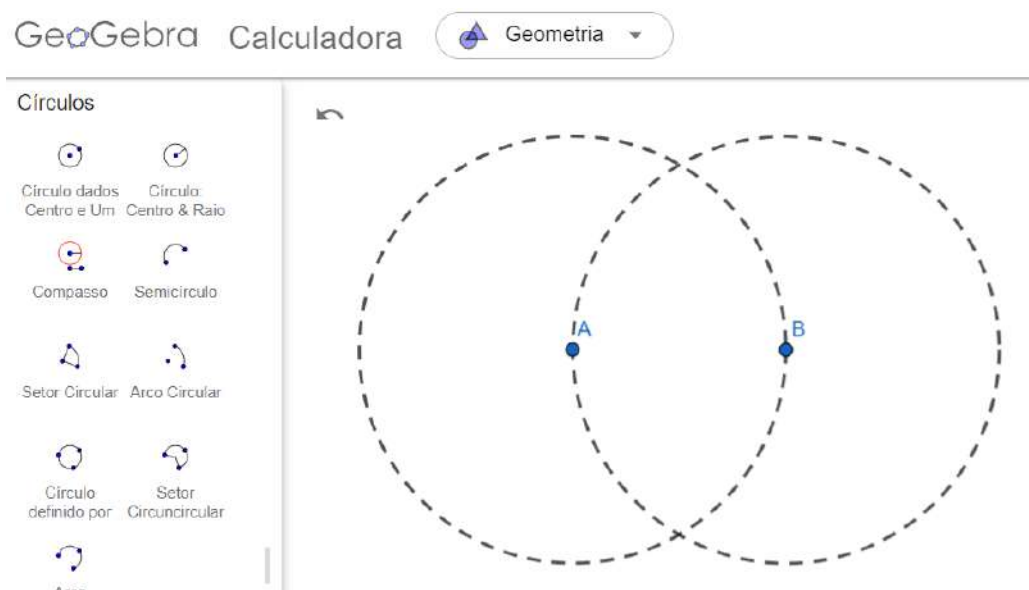 GeoGebra Calculadora Geometria
Círculos
Círculo dados Círculo:
Centro e Um Centro & Raio
Compasso Semicírculo
Setor Circular Arco Circular
Círculo Setor
definido por Circuncircular
A B